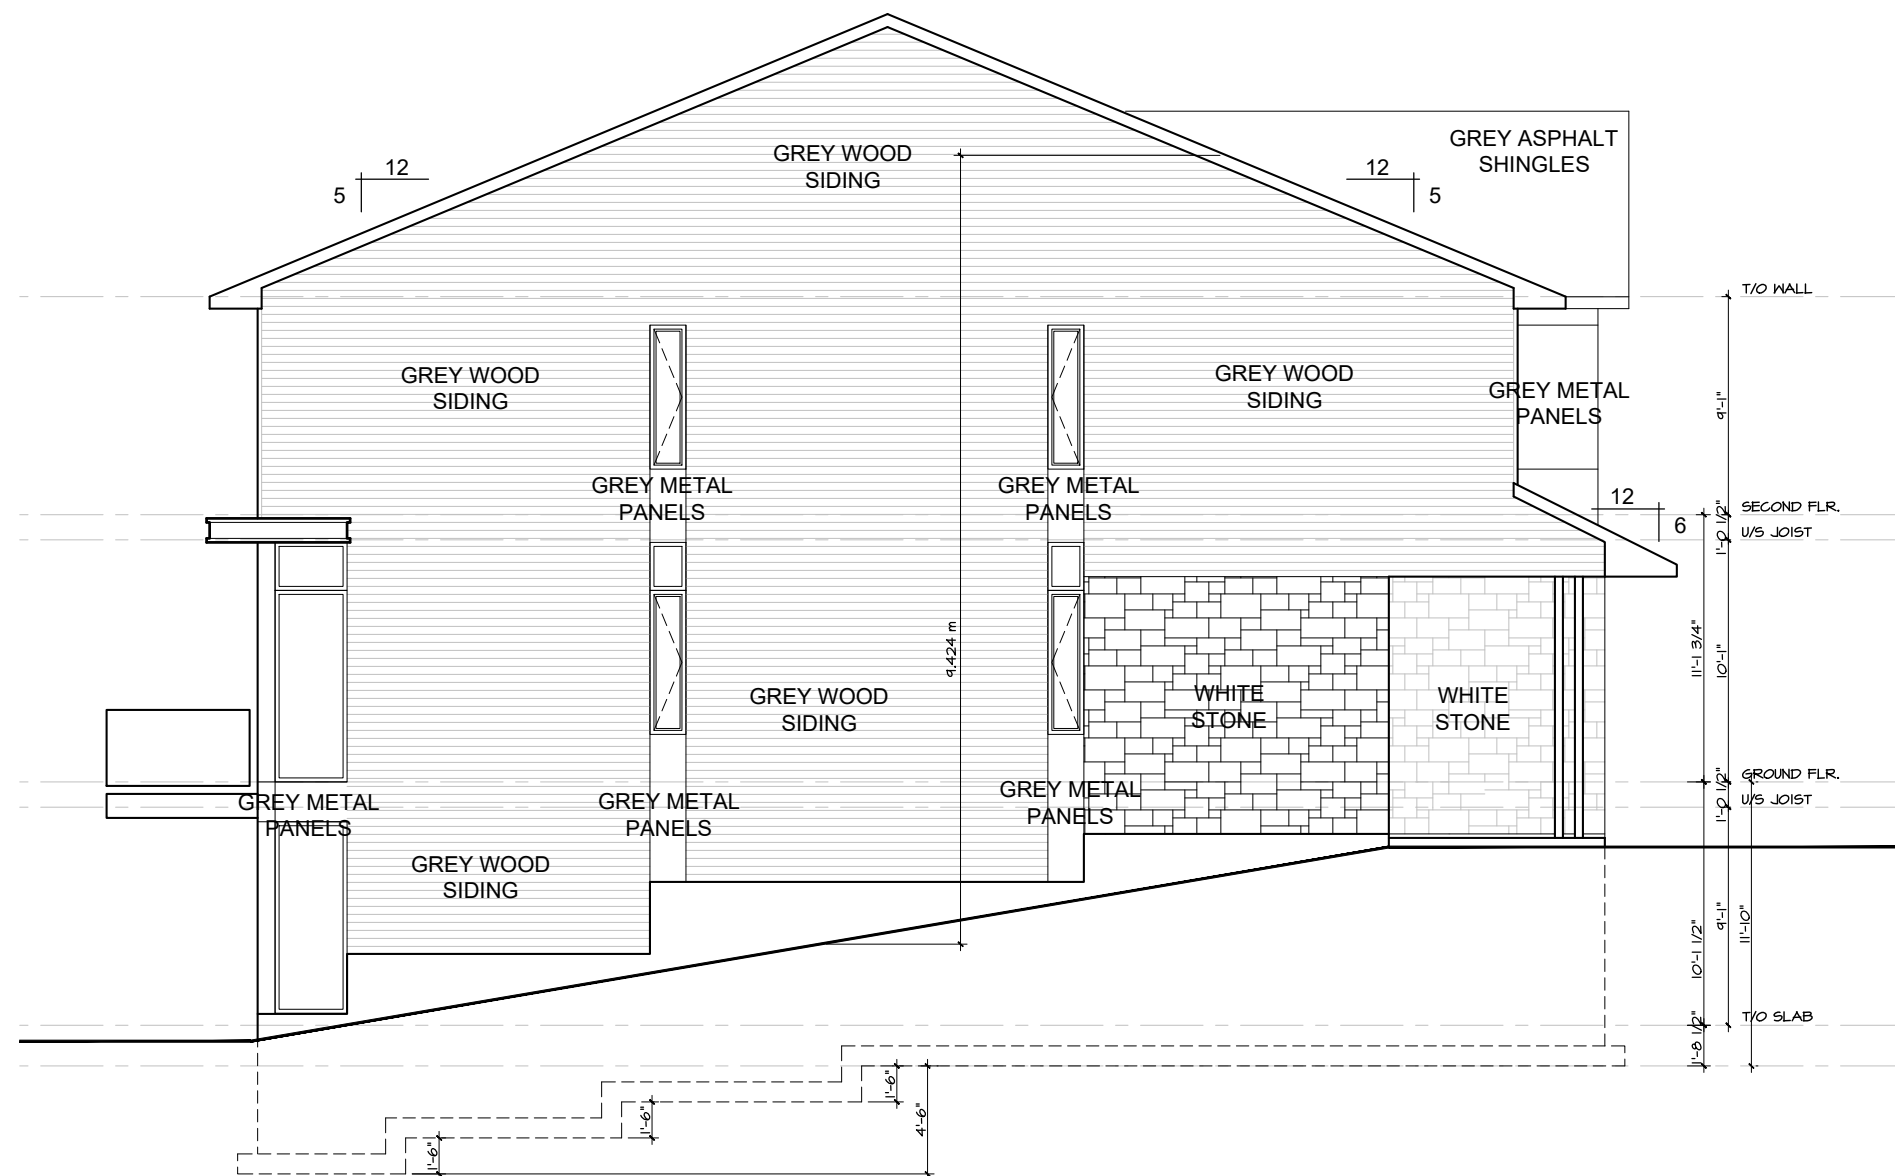 GREY WOOD
SIDING
GREY ASPHALT
SHINGLES
12
5
12
5
T/O WALL
GREY WOOD
SIDING
GREY WOOD
SIDING
GREY METAL
PANELS
9'-1"
GREY METAL
PANELS
GREY METAL
PANELS
12
6
SECOND FLR.
1'-0 1/2"
U/S JOIST
9.424 m
11'-1 3/4"
10'-1"
GREY WOOD
SIDING
WHITE
STONE
WHITE
STONE
GROUND FLR.
1'-0 1/2"
U/S JOIST
GREY METAL
PANELS
GREY METAL
PANELS
GREY METAL
PANELS
GREY WOOD
SIDING
10'-1 1/2"
9'-1"
11'-10"
T/O SLAB
1'-8 1/2"
1'-6"
1'-6"
1'-6"
4'-6"